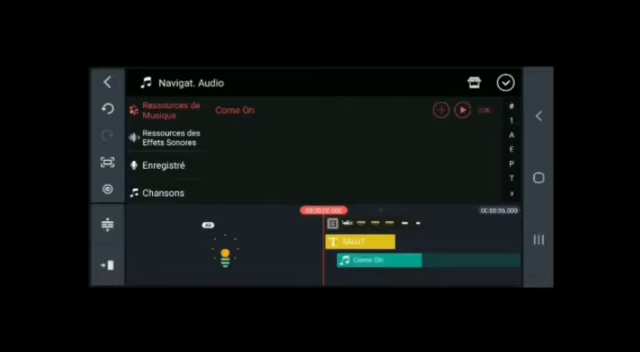 Navigat. Audio
Ressources de
Musique
Come On
#
1
A
E
P
T
Ressources des
Effets Sonores
Enregistré
Chansons
00:00:00.000
T SALUT
Come On